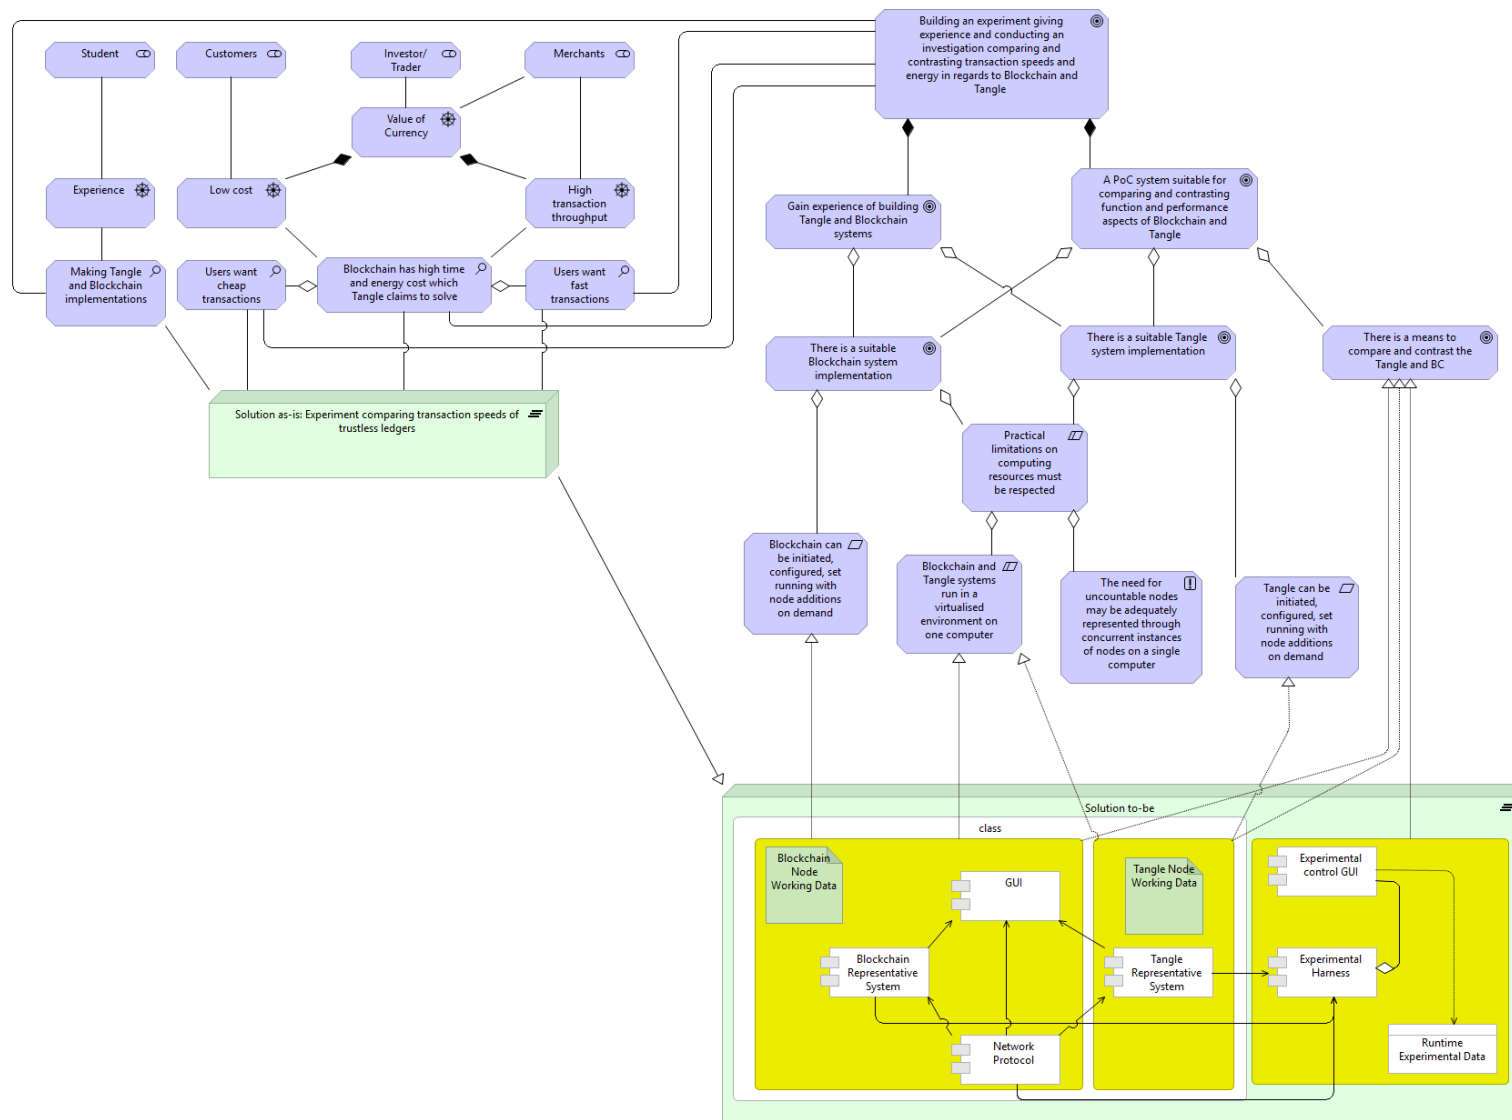 Building an experiment giving
experience and conducting an
investigation comparing and
contrasting transaction speeds and
energy in regards to Blockchain and
Tangle
Student
Customers
Investor/
Trader
Merchants
Value of
Currency
Experience
Low cost
High
transaction
throughput
Gain experience of building
Tangle and Blockchain
systems
A PoC system suitable for
comparing and contrasting
function and performance
aspects of Blockchain and
Tangle
Making Tangle
and Blockchain
implementations
Users want
cheap
transactions
Blockchain has high time
and energy cost which
Tangle claims to solve
Users want
fast
transactions
There is a suitable
Blockchain system
implementation
There is a suitable Tangle
system implementation
There is a means to
compare and contrast the
Tangle and BC
Solution as-is: Experiment comparing transaction speeds of
trustless ledgers
Practical
limitations on
computing
resources must
be respected
Blockchain can
be initiated,
configured, set
running with
node additions
on demand
Blockchain and
Tangle systems
run in a
virtualised
environment on
one computer
The need for
uncountable nodes
may be adequately
represented through
concurrent instances
of nodes on a single
computer
Tangle can be
initiated,
configured, set
running with
node additions
on demand
Solution to-be
class
Blockchain
Node
Working Data
GUI
Tangle Node
Working Data
Experimental
control GUI
Blockchain
Representative
System
Tangle
Representative
System
Experimental
Harness
Network
Protocol
Runtime
Experimental Data